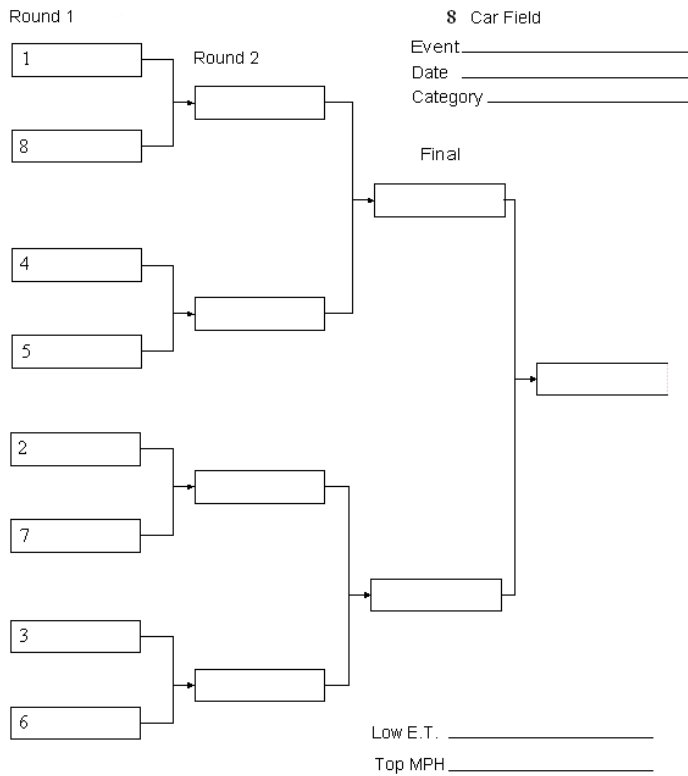 Round 1
8 Car Field
Event
Date
Category
1
Round 2
8
Final
4
5
2
7
3
6
Low E.T.
Top MPH